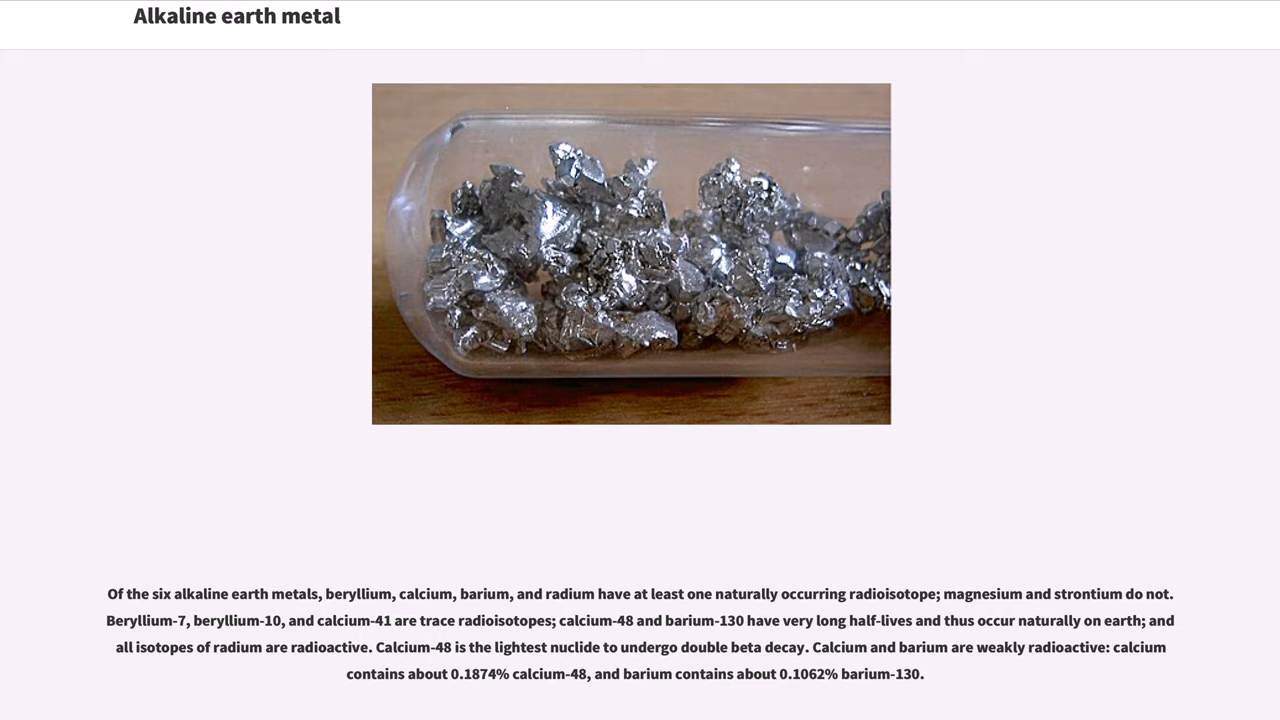 Alkaline earth metal
Of the six alkaline earth metals, beryllium, calcium, barium, and radium have at least one naturally occurring radioisotope; magnesium and strontium do not.
Beryllium-7, beryllium-10, and calcium-41 are trace radioisotopes; calcium-48 and barium-130 have very long half-lives and thus occur naturally on earth; and
all isotopes of radium are radioactive. Calcium-48 is the lightest nuclide to undergo double beta decay. Calcium and barium are weakly radioactive: calcium
contains about 0.1874% calcium-48, and barium contains about 0.1062% barium-130.